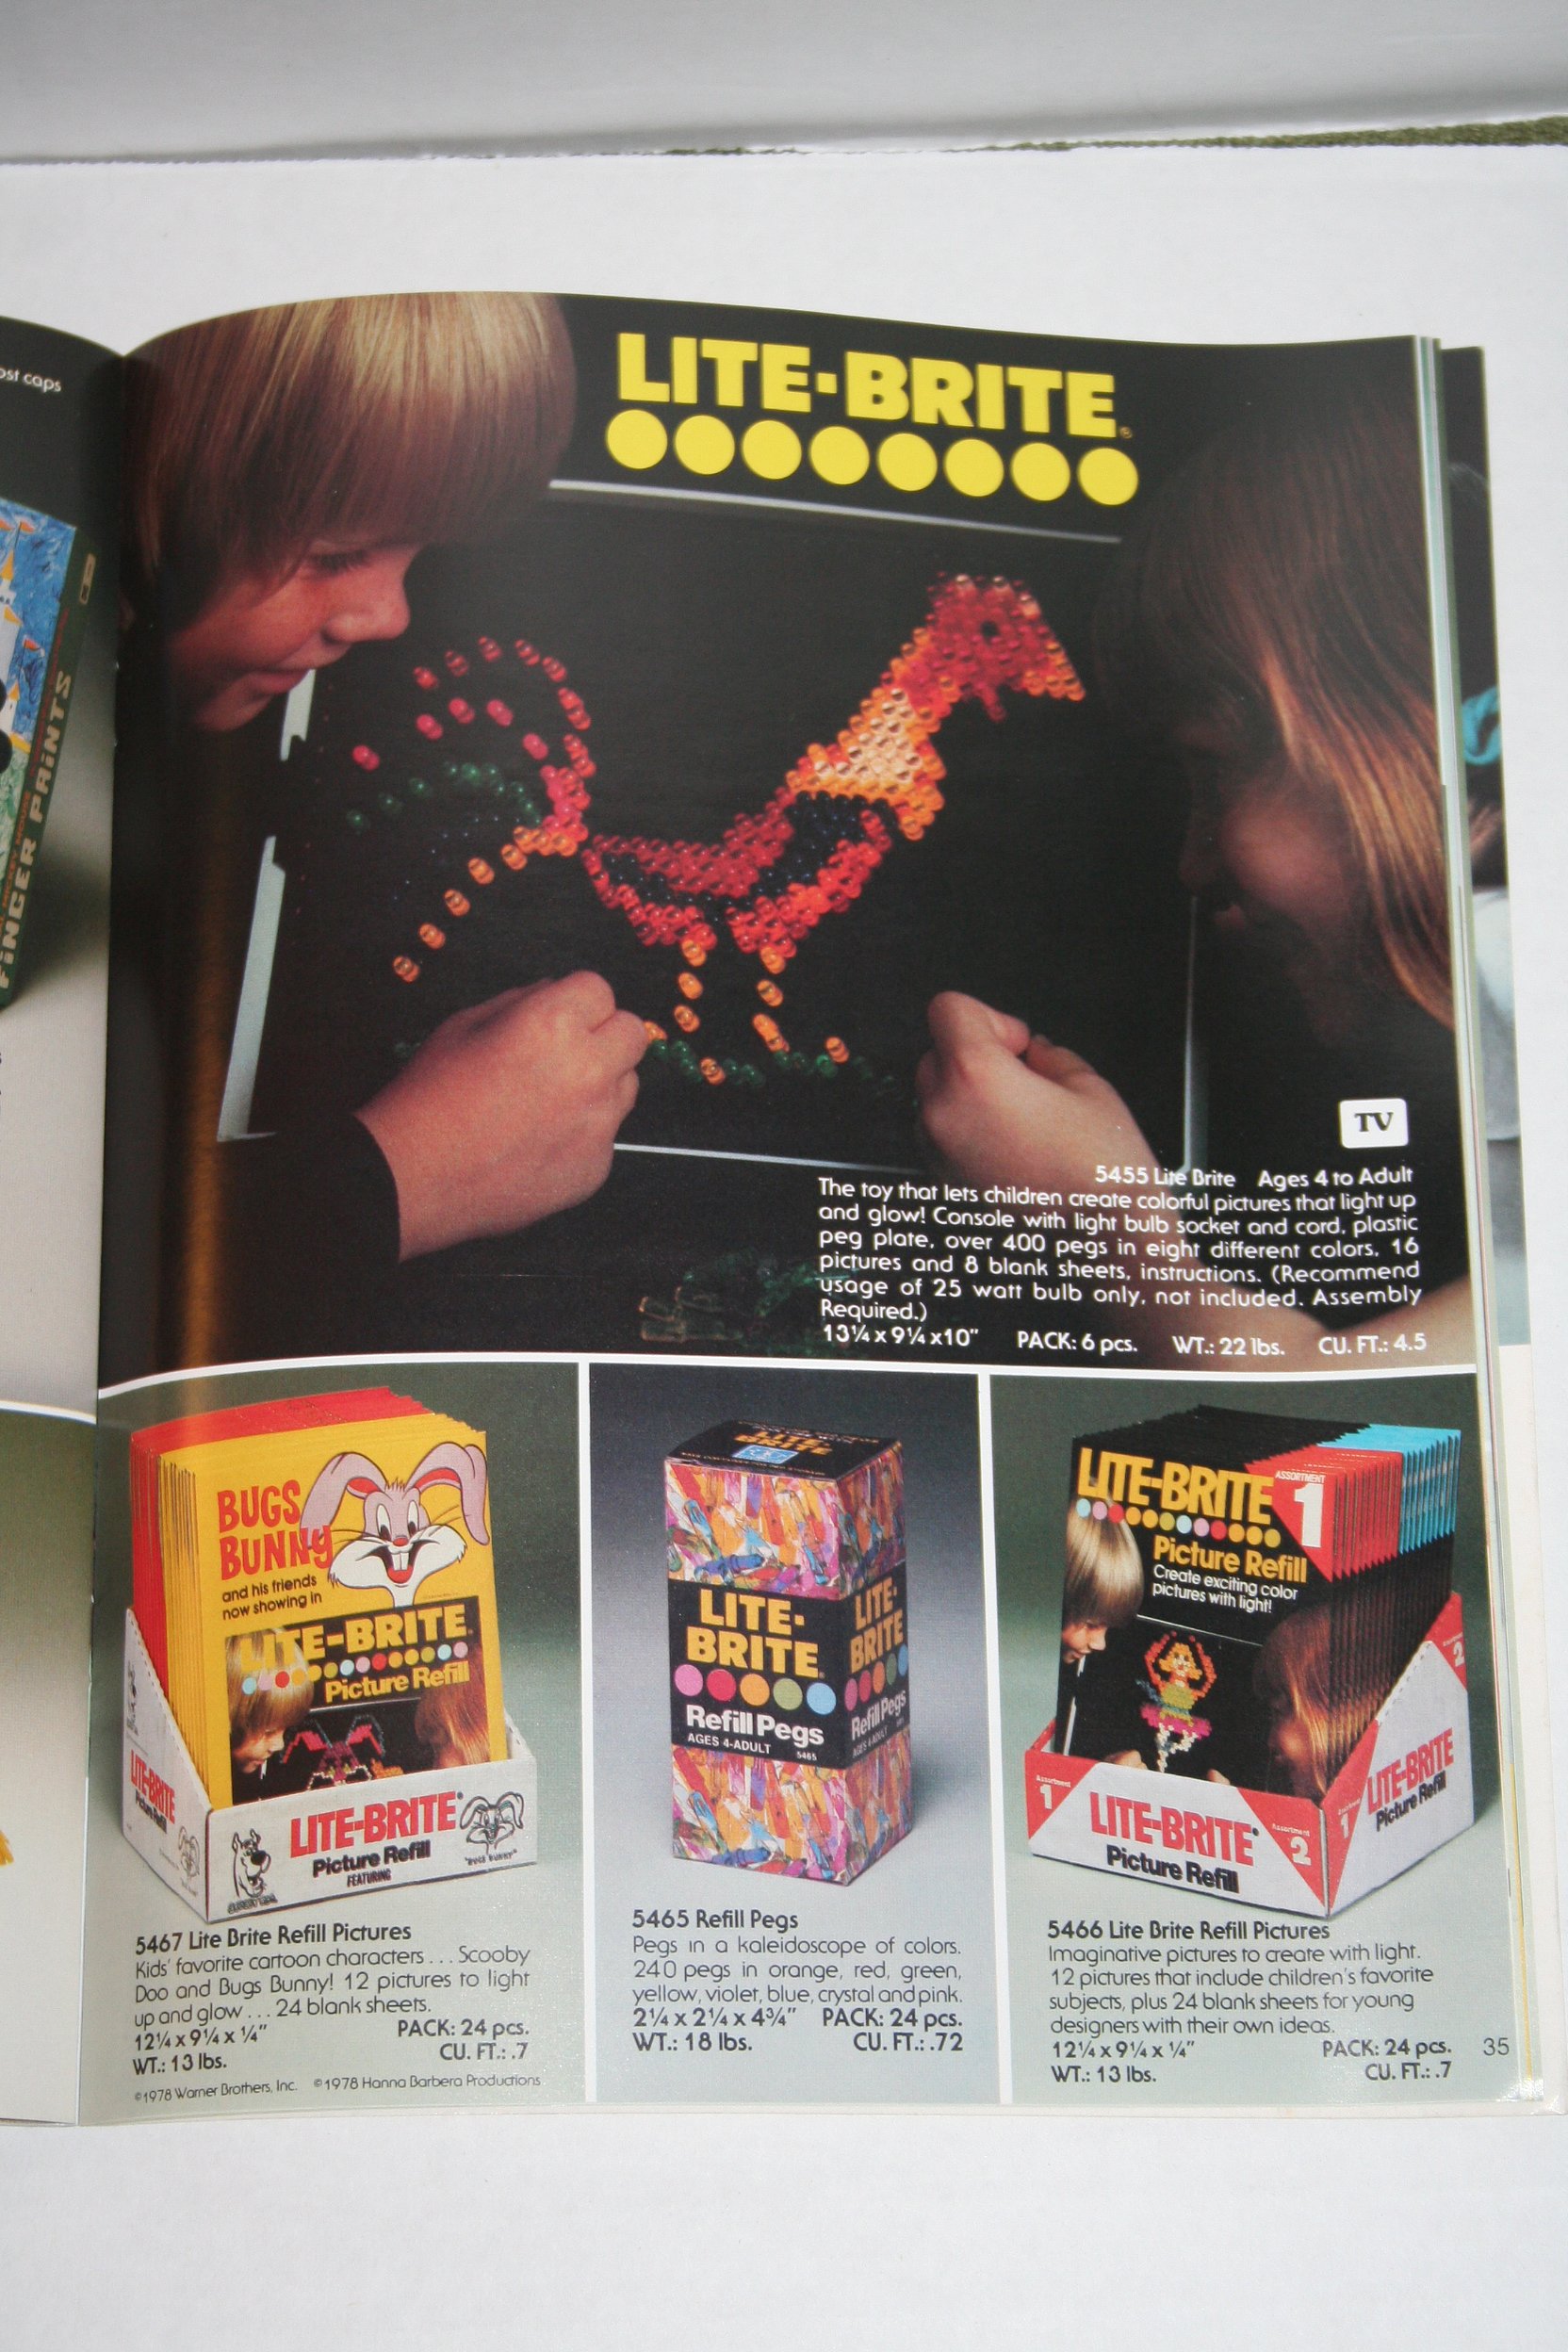 ost caps
FINGER PAINTS
LITE-BRITE®
TV
5455 Lite Brite Ages 4 to Adult
The toy that lets children create colorful pictures that light up
and glow! Console with light bulb socket and cord, plastic
peg plate, over 400 pegs in eight different colors, 16
pictures and 8 blank sheets, instructions. (Recommend
usage of 25 watt bulb only, not included. Assembly
Required.)
13¼ x 9¼ x10" PACK: 6 pcs. WT.: 22 lbs. CU. FT.: 4.5
BUGS
BUNNY
and his friends
now showing in
LITE-BRITE
Picture Refill
LITE-BRITE
Picture Refill
LITE-BRITE®
Picture Refill
FEATURING
"BUGS BUNNY"
5467 Lite Brite Refill Pictures
Kids' favorite cartoon characters . . . Scooby
Doo and Bugs Bunny! 12 pictures to light
up and glow . . . 24 blank sheets.
12¼ x 9¼ x ¼" PACK: 24 pcs.
WT.: 13 lbs. CU. FT.: .7
©1978 Warner Brothers, Inc. ©1978 Hanna Barbera Productions
LITE-
BRITE
LITE-
BRITE
Refill Pegs
AGES 4-ADULT 5465
LITE-
BRITE
Refill Pegs
AGES 4-ADULT
5465 Refill Pegs
Pegs in a kaleidoscope of colors.
240 pegs in orange, red, green,
yellow, violet, blue, crystal and pink.
2¼ x 2¼ x 4¾" PACK: 24 pcs.
WT.: 18 lbs. CU. FT.: .72
LITE-BRITE
ASSORTMENT
1
Picture Refill
Create exciting color
pictures with light!
Assortment
1
LITE-BRITE®
Picture Refill
Assortment
2
1
LITE-BRITE
Picture Refill
2
5466 Lite Brite Refill Pictures
Imaginative pictures to create with light.
12 pictures that include children's favorite
subjects, plus 24 blank sheets for young
designers with their own ideas.
12¼ x 9¼ x ¼" PACK: 24 pcs.
WT.: 13 lbs. CU. FT.: .7
35